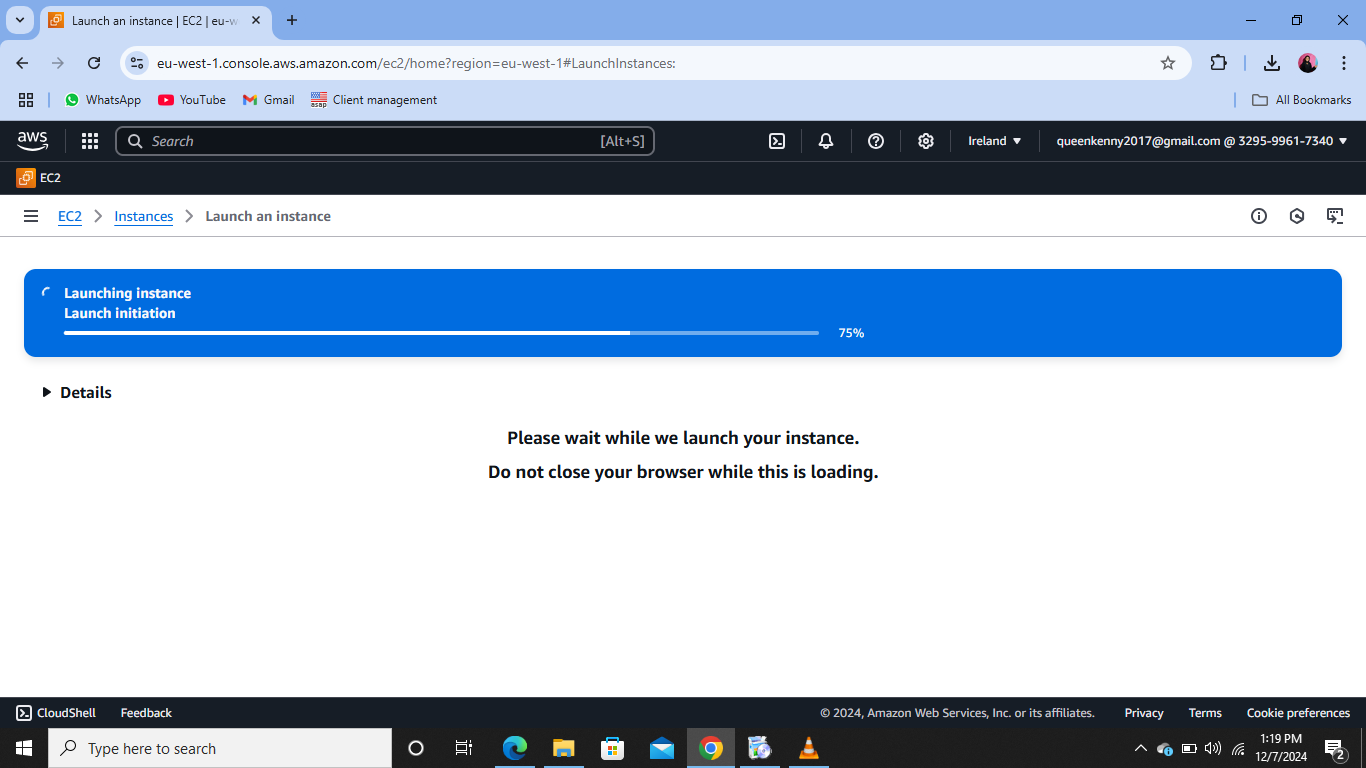 Launch an instance | EC2 | eu-w
eu-west-1.console.aws.amazon.com/ec2/home?region=eu-west-1#LaunchInstances:
WhatsApp YouTube Gmail asap Client management All Bookmarks
aws Search [Alt+S] Ireland queenkenny2017@gmail.com @ 3295-9961-7340
EC2
EC2 Instances Launch an instance
Launching instance
Launch initiation
75%
Details
Please wait while we launch your instance.
Do not close your browser while this is loading.
CloudShell Feedback © 2024, Amazon Web Services, Inc. or its affiliates. Privacy Terms Cookie preferences
Type here to search 1:19 PM
12/7/2024 2